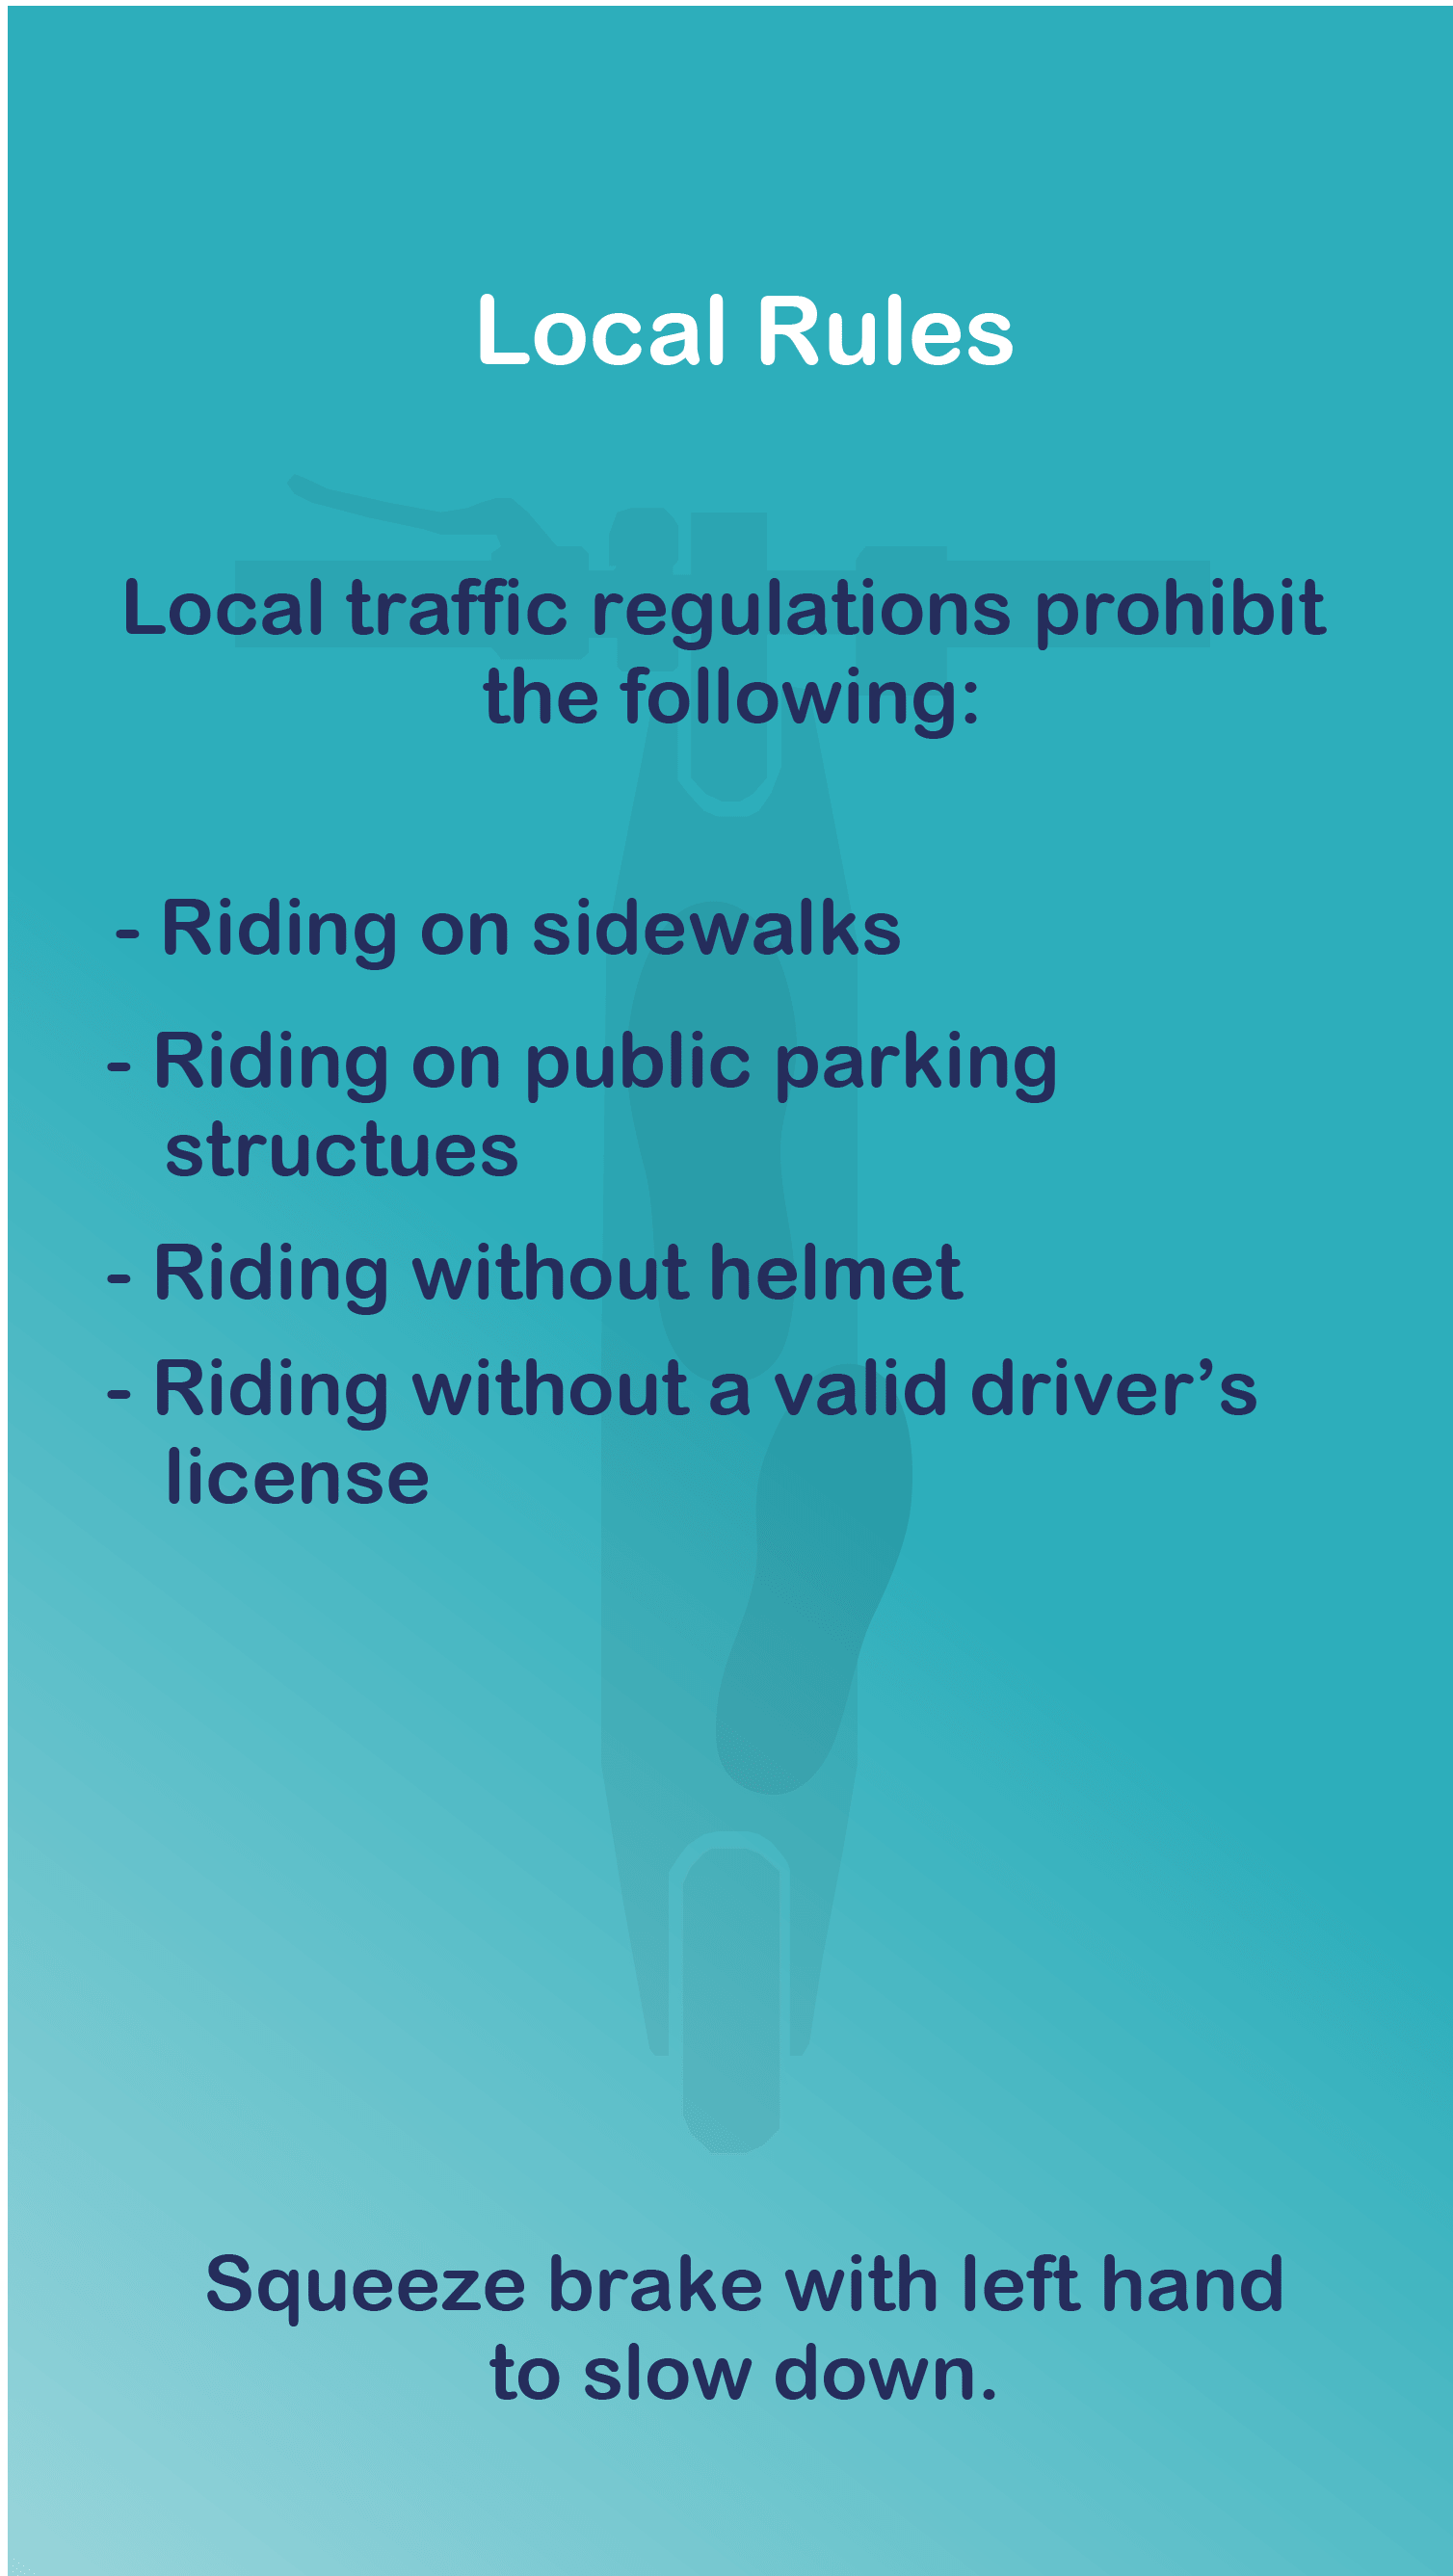 Local Rules
Local traffic regulations prohibit
the following:
- Riding on sidewalks
- Riding on public parking
structues
- Riding without helmet
- Riding without a valid driver’s
license
Squeeze brake with left hand
to slow down.